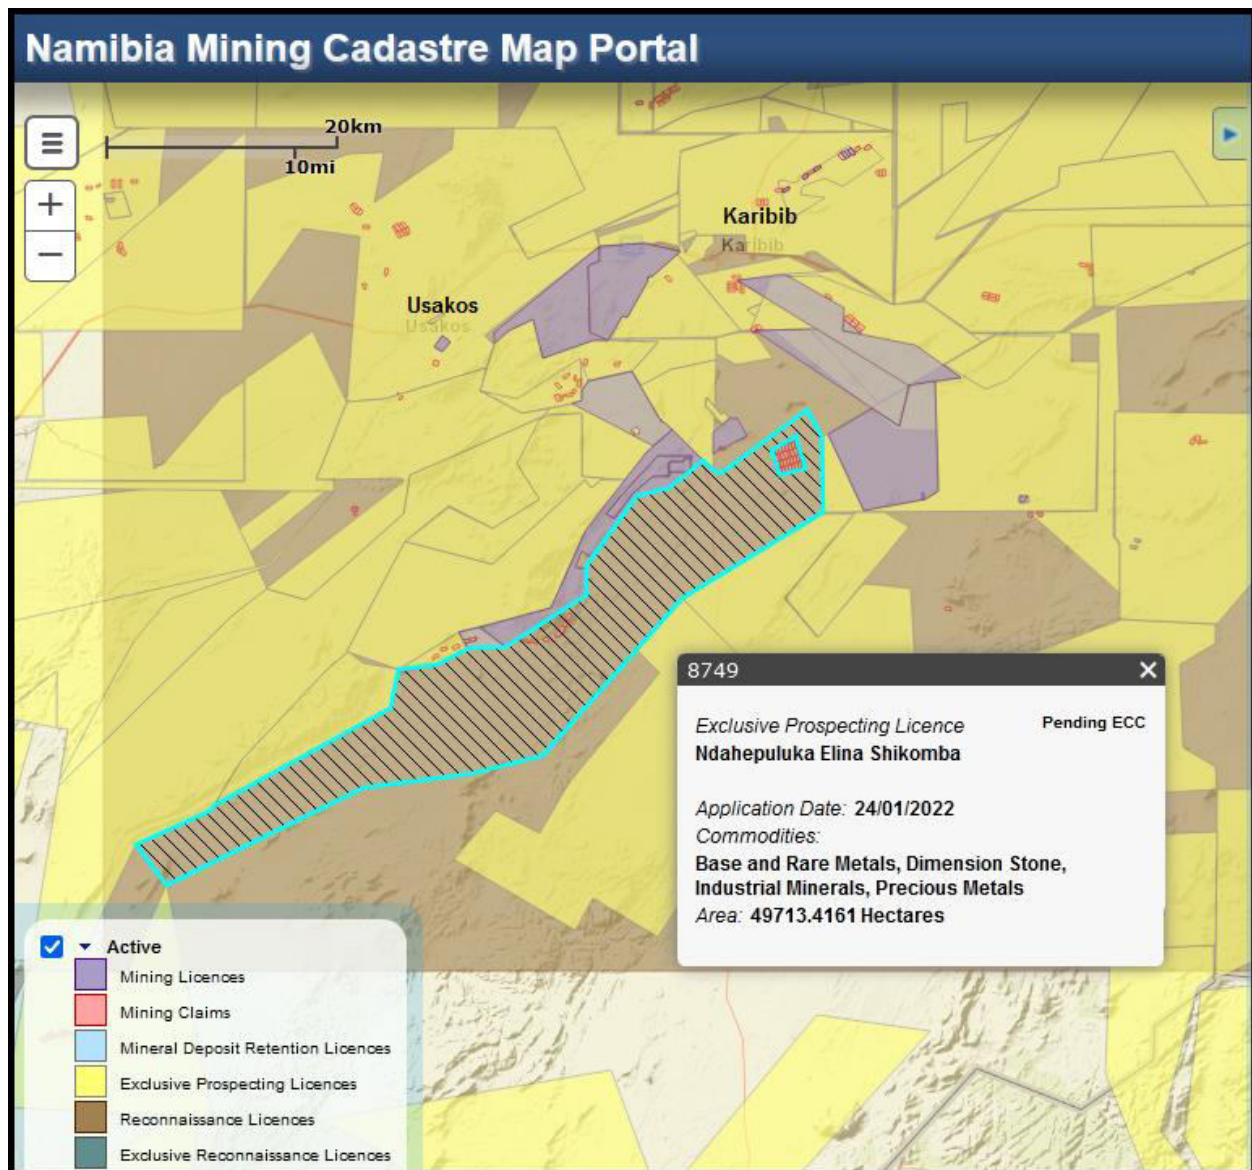 Namibia Mining Cadastre Map Portal
20km
10mi
+
−
Karibib
Karibib
Usakos
Usakos
8749
Exclusive Prospecting Licence
Pending ECC
Ndahepuluka Elina Shikomba
Application Date: 24/01/2022
Commodities:
Base and Rare Metals, Dimension Stone,
Industrial Minerals, Precious Metals
Area: 49713.4161 Hectares
Active
Mining Licences
Mining Claims
Mineral Deposit Retention Licences
Exclusive Prospecting Licences
Reconnaissance Licences
Exclusive Reconnaissance Licences